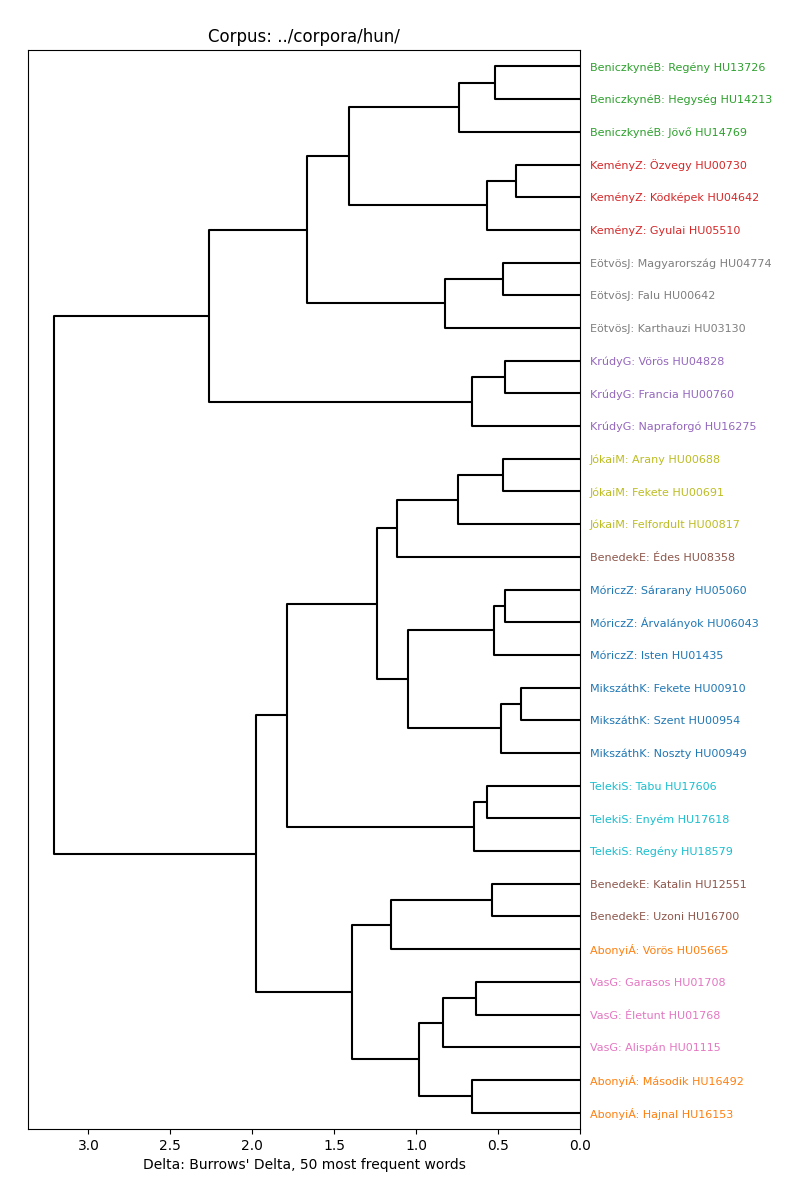 Corpus: ../corpora/hun/
BeniczkynéB: Regény HU13726
BeniczkynéB: Hegység HU14213
BeniczkynéB: Jövő HU14769
KeményZ: Özvegy HU00730
KeményZ: Ködképek HU04642
KeményZ: Gyulai HU05510
EötvösJ: Magyarország HU04774
EötvösJ: Falu HU00642
EötvösJ: Karthauzi HU03130
KrúdyG: Vörös HU04828
KrúdyG: Francia HU00760
KrúdyG: Napraforgó HU16275
JókaiM: Arany HU00688
JókaiM: Fekete HU00691
JókaiM: Felfordult HU00817
BenedekE: Édes HU08358
MóriczZ: Sárarany HU05060
MóriczZ: Árvalányok HU06043
MóriczZ: Isten HU01435
MikszáthK: Fekete HU00910
MikszáthK: Szent HU00954
MikszáthK: Noszty HU00949
TelekiS: Tabu HU17606
TelekiS: Enyém HU17618
TelekiS: Regény HU18579
BenedekE: Katalin HU12551
BenedekE: Uzoni HU16700
AbonyiÁ: Vörös HU05665
VasG: Garasos HU01708
VasG: Életunt HU01768
VasG: Alispán HU01115
AbonyiÁ: Második HU16492
AbonyiÁ: Hajnal HU16153
3.0 2.5 2.0 1.5 1.0 0.5 0.0
Delta: Burrows' Delta, 50 most frequent words